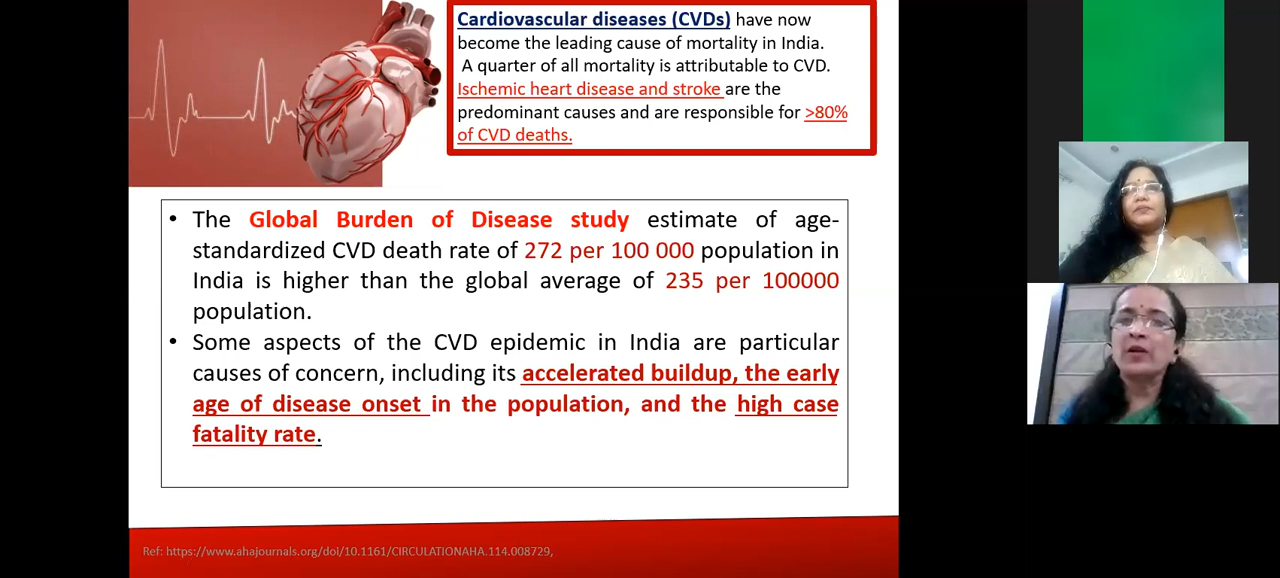 Cardiovascular diseases (CVDs) have now
become the leading cause of mortality in India.
A quarter of all mortality is attributable to CVD.
Ischemic heart disease and stroke are the
predominant causes and are responsible for >80%
of CVD deaths.
• The Global Burden of Disease study estimate of age-
standardized CVD death rate of 272 per 100 000 population in
India is higher than the global average of 235 per 100000
population.
• Some aspects of the CVD epidemic in India are particular
causes of concern, including its accelerated buildup, the early
age of disease onset in the population, and the high case
fatality rate.
Ref: https://www.ahajournals.org/doi/10.1161/CIRCULATIONAHA.114.008729,